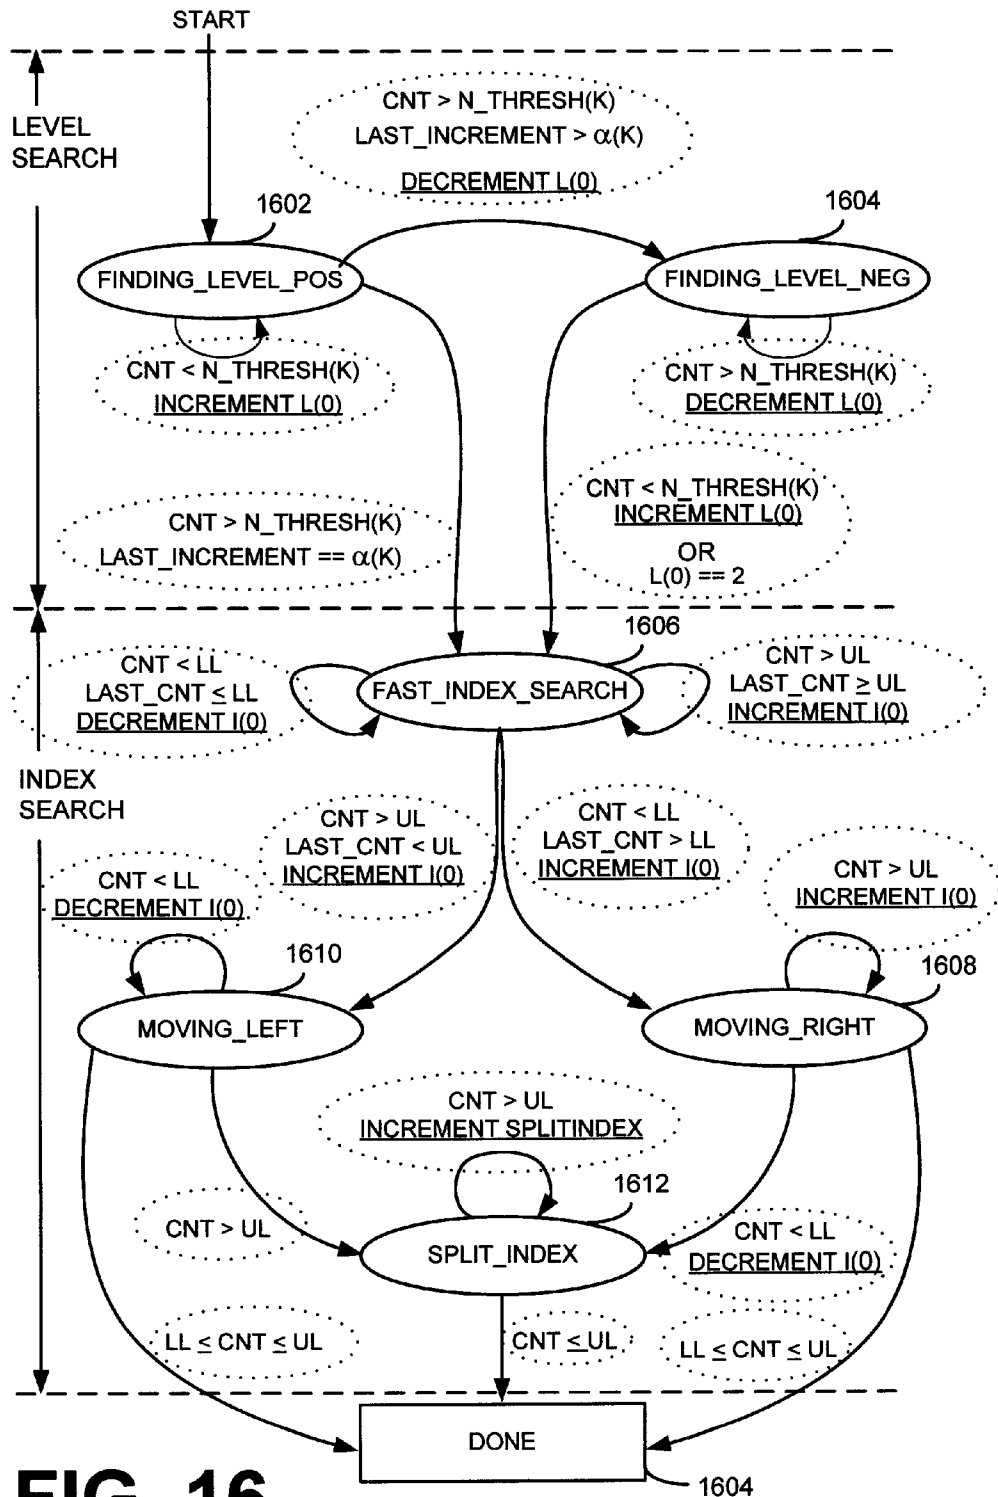 START
LEVEL
SEARCH
CNT > N_THRESH(K)
LAST_INCREMENT > α(K)
DECREMENT L(0)
1602
1604
FINDING_LEVEL_POS
FINDING_LEVEL_NEG
CNT < N_THRESH(K)
INCREMENT L(0)
CNT > N_THRESH(K)
DECREMENT L(0)
CNT > N_THRESH(K)
LAST_INCREMENT == α(K)
CNT < N_THRESH(K)
INCREMENT L(0)
OR
L(0) == 2
1606
CNT < LL
LAST_CNT ≤ LL
DECREMENT I(0)
FAST_INDEX_SEARCH
CNT > UL
LAST_CNT ≥ UL
INCREMENT I(0)
INDEX
SEARCH
CNT > UL
LAST_CNT < UL
INCREMENT I(0)
CNT < LL
LAST_CNT > LL
INCREMENT I(0)
CNT < LL
DECREMENT I(0)
CNT > UL
INCREMENT I(0)
1610
1608
MOVING_LEFT
MOVING_RIGHT
CNT > UL
INCREMENT SPLITINDEX
1612
CNT > UL
SPLIT_INDEX
CNT < LL
DECREMENT I(0)
LL ≤ CNT ≤ UL
CNT ≤ UL
LL ≤ CNT ≤ UL
DONE
1604
FIG. 16